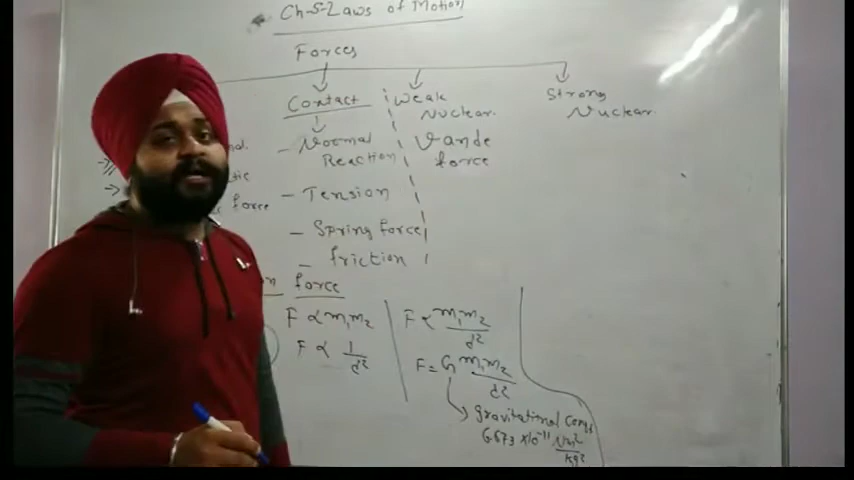 Ch-5-Laws of Motion
Forces
Contact
Weak
Nuclear.
Strong
Nuclear.
Normal
Reaction
Vande
force
- Tension
- Spring force
- friction
force
force
F ∝ m₁m₂
F ∝ 1/d²
F ∝ m₁m₂/d²
F = G m₁m₂/d²
gravitational
6.673 × 10⁻¹¹ Nm²/kg²